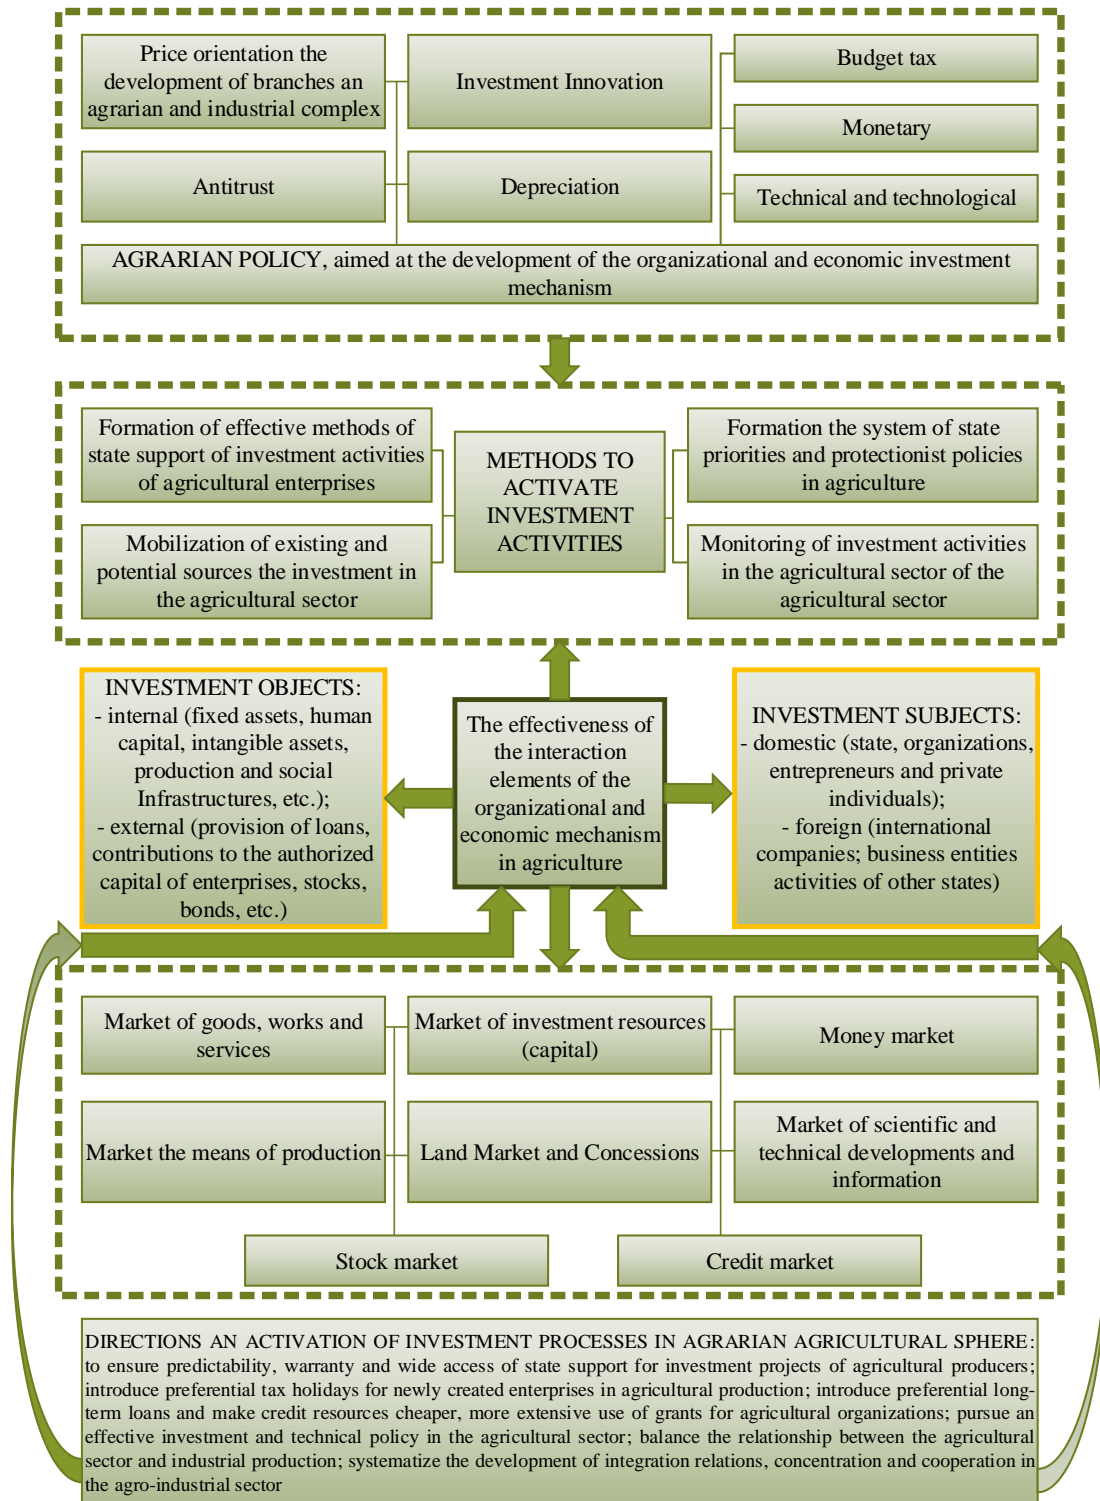 Price orientation the
development of branches an
agrarian and industrial complex
Investment Innovation
Budget tax
Monetary
Antitrust
Depreciation
Technical and technological
AGRARIAN POLICY, aimed at the development of the organizational and economic investment
mechanism
Formation of effective methods of
state support of investment activities
of agricultural enterprises
Mobilization of existing and
potential sources the investment in
the agricultural sector
METHODS TO
ACTIVATE
INVESTMENT
ACTIVITIES
Formation the system of state
priorities and protectionist policies
in agriculture
Monitoring of investment activities
in the agricultural sector of the
agricultural sector
INVESTMENT OBJECTS:
- internal (fixed assets, human
capital, intangible assets,
production and social
Infrastructures, etc.);
- external (provision of loans,
contributions to the authorized
capital of enterprises, stocks,
bonds, etc.)
The effectiveness of
the interaction
elements of the
organizational and
economic mechanism
in agriculture
INVESTMENT SUBJECTS:
- domestic (state, organizations,
entrepreneurs and private
individuals);
- foreign (international
companies; business entities
activities of other states)
Market of goods, works and
services
Market of investment resources
(capital)
Money market
Market the means of production
Land Market and Concessions
Market of scientific and
technical developments and
information
Stock market
Credit market
DIRECTIONS AN ACTIVATION OF INVESTMENT PROCESSES IN AGRARIAN AGRICULTURAL SPHERE:
to ensure predictability, warranty and wide access of state support for investment projects of agricultural producers;
introduce preferential tax holidays for newly created enterprises in agricultural production; introduce preferential long-
term loans and make credit resources cheaper, more extensive use of grants for agricultural organizations; pursue an
effective investment and technical policy in the agricultural sector; balance the relationship between the agricultural
sector and industrial production; systematize the development of integration relations, concentration and cooperation in
the agro-industrial sector